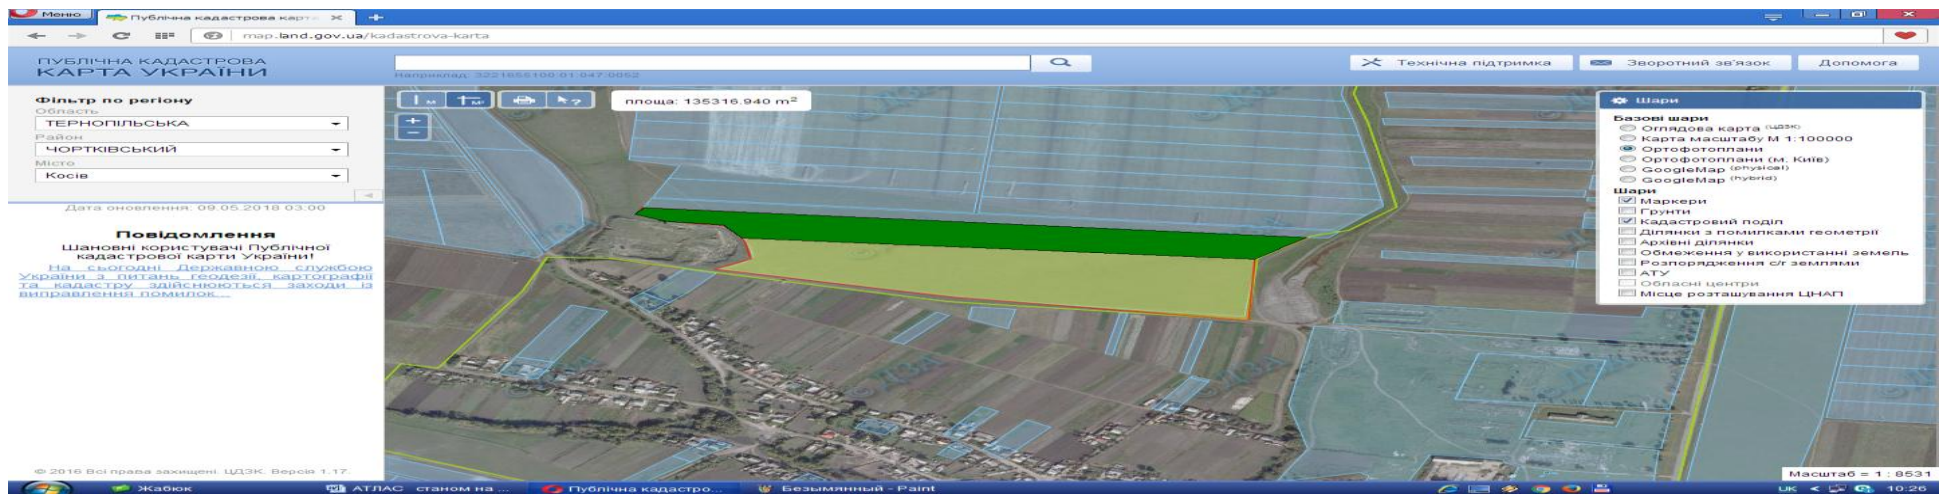 Меню
Публічна кадастрова карт
map.land.gov.ua/kadastrova-karta
ПУБЛІЧНА КАДАСТРОВА
КАРТА УКРАЇНИ
Наприклад: 3221655100:01:047:0052
Технічна підтримка
Зворотний зв'язок
Допомога
Фільтр по регіону
Область
ТЕРНОПІЛЬСЬКА
Район
ЧОРТКІВСЬКИЙ
Місто
Косів
Дата оновлення: 09.05.2018 03:00
Повідомлення
Шановні користувачі Публічної
кадастрової карти України!
На сьогодні Державною службою
України з питань геодезії, картографії
та кадастру здійснюються заходи із
виправлення помилок...
© 2016 Всі права захищені. ЦДЗК. Версія 1.17.
м
м²
площа: 135316.940 m²
+
−
Шари
Базові шари
Оглядова карта (ЦДЗК)
Карта масштабу М 1:100000
Ортофотоплани
Ортофотоплани (м. Київ)
GoogleMap (physical)
GoogleMap (hybrid)
Шари
Маркери
Грунти
Кадастровий поділ
Ділянки з помилками геометрії
Архівні ділянки
Обмеження у використанні земель
Розпорядження с/г землями
АТУ
Обласні центри
Місце розташування ЦНАП
Масштаб = 1 : 8531
Жабюк
АТЛАС станом на ...
Публічна кадастро...
Безымянный - Paint
UK
10:26